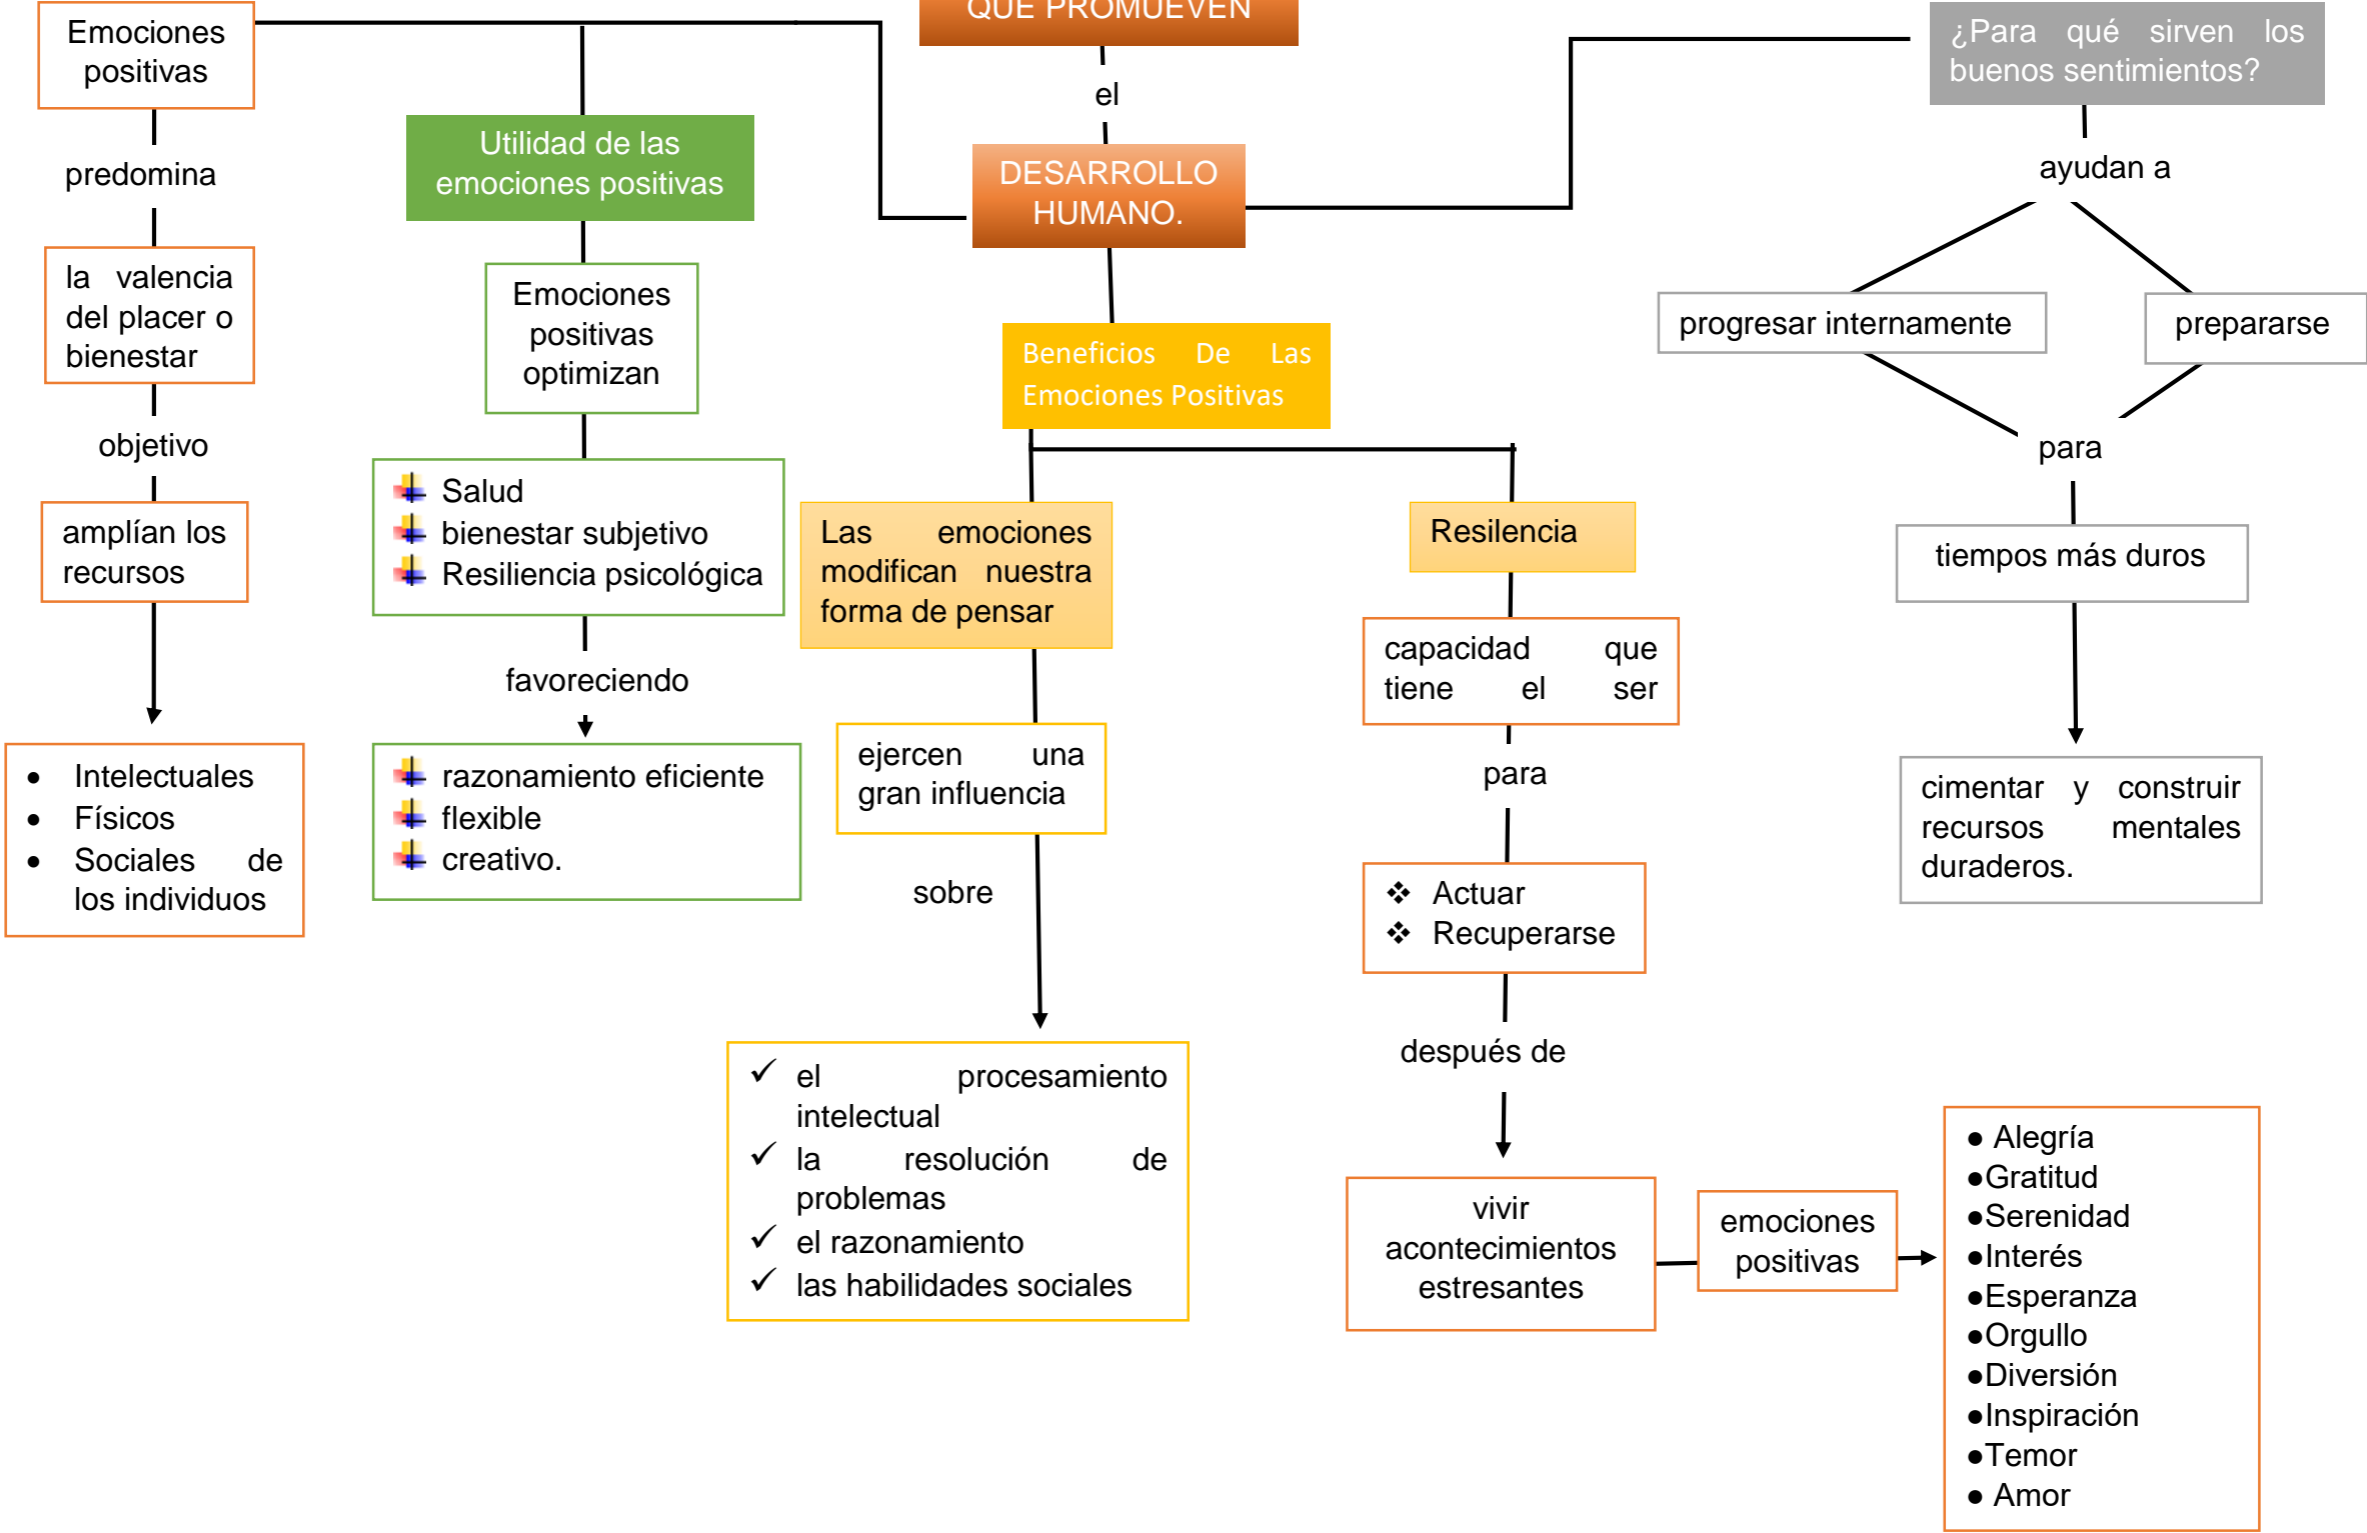 Emociones
positivas
predomina
la valencia
del placer o
bienestar
objetivo
amplían los
recursos
• Intelectuales
• Físicos
• Sociales de
los individuos
Utilidad de las
emociones positivas
Emociones
positivas
optimizan
Salud
bienestar subjetivo
Resiliencia psicológica
favoreciendo
razonamiento eficiente
flexible
creativo.
QUE PROMUEVEN
el
DESARROLLO
HUMANO.
Beneficios De Las
Emociones Positivas
Las emociones
modifican nuestra
forma de pensar
ejercen una
gran influencia
sobre
✓ el procesamiento
intelectual
✓ la resolución de
problemas
✓ el razonamiento
✓ las habilidades sociales
Resilencia
capacidad que
tiene el ser
para
❖ Actuar
❖ Recuperarse
después de
vivir
acontecimientos
estresantes
emociones
positivas
● Alegría
●Gratitud
●Serenidad
●Interés
●Esperanza
●Orgullo
●Diversión
●Inspiración
●Temor
● Amor
¿Para qué sirven los
buenos sentimientos?
ayudan a
progresar internamente
prepararse
para
tiempos más duros
cimentar y construir
recursos mentales
duraderos.